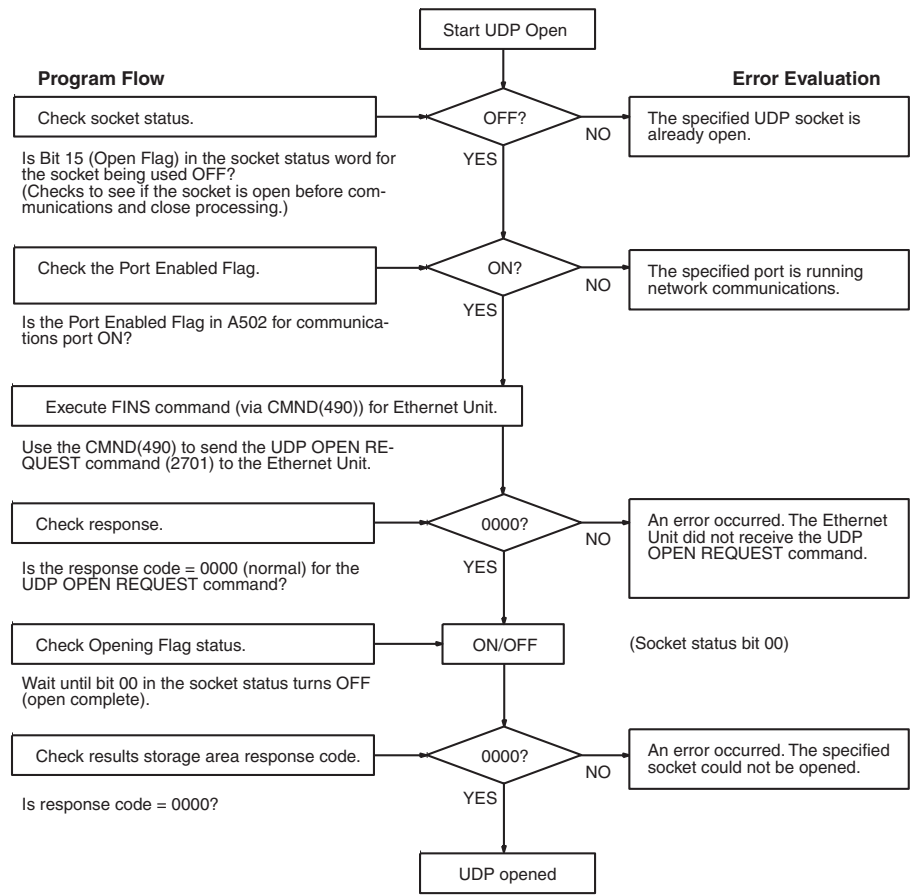 Start UDP Open
Program Flow
Error Evaluation
Check socket status.
OFF?
NO
The specified UDP socket is
already open.
YES
Is Bit 15 (Open Flag) in the socket status word for
the socket being used OFF?
(Checks to see if the socket is open before com-
munications and close processing.)
Check the Port Enabled Flag.
ON?
NO
The specified port is running
network communications.
YES
Is the Port Enabled Flag in A502 for communica-
tions port ON?
Execute FINS command (via CMND(490)) for Ethernet Unit.
Use the CMND(490) to send the UDP OPEN RE-
QUEST command (2701) to the Ethernet Unit.
Check response.
0000?
NO
An error occurred. The Ethernet
Unit did not receive the UDP
OPEN REQUEST command.
YES
Is the response code = 0000 (normal) for the
UDP OPEN REQUEST command?
Check Opening Flag status.
ON/OFF
(Socket status bit 00)
Wait until bit 00 in the socket status turns OFF
(open complete).
Check results storage area response code.
0000?
NO
An error occurred. The specified
socket could not be opened.
YES
Is response code = 0000?
UDP opened